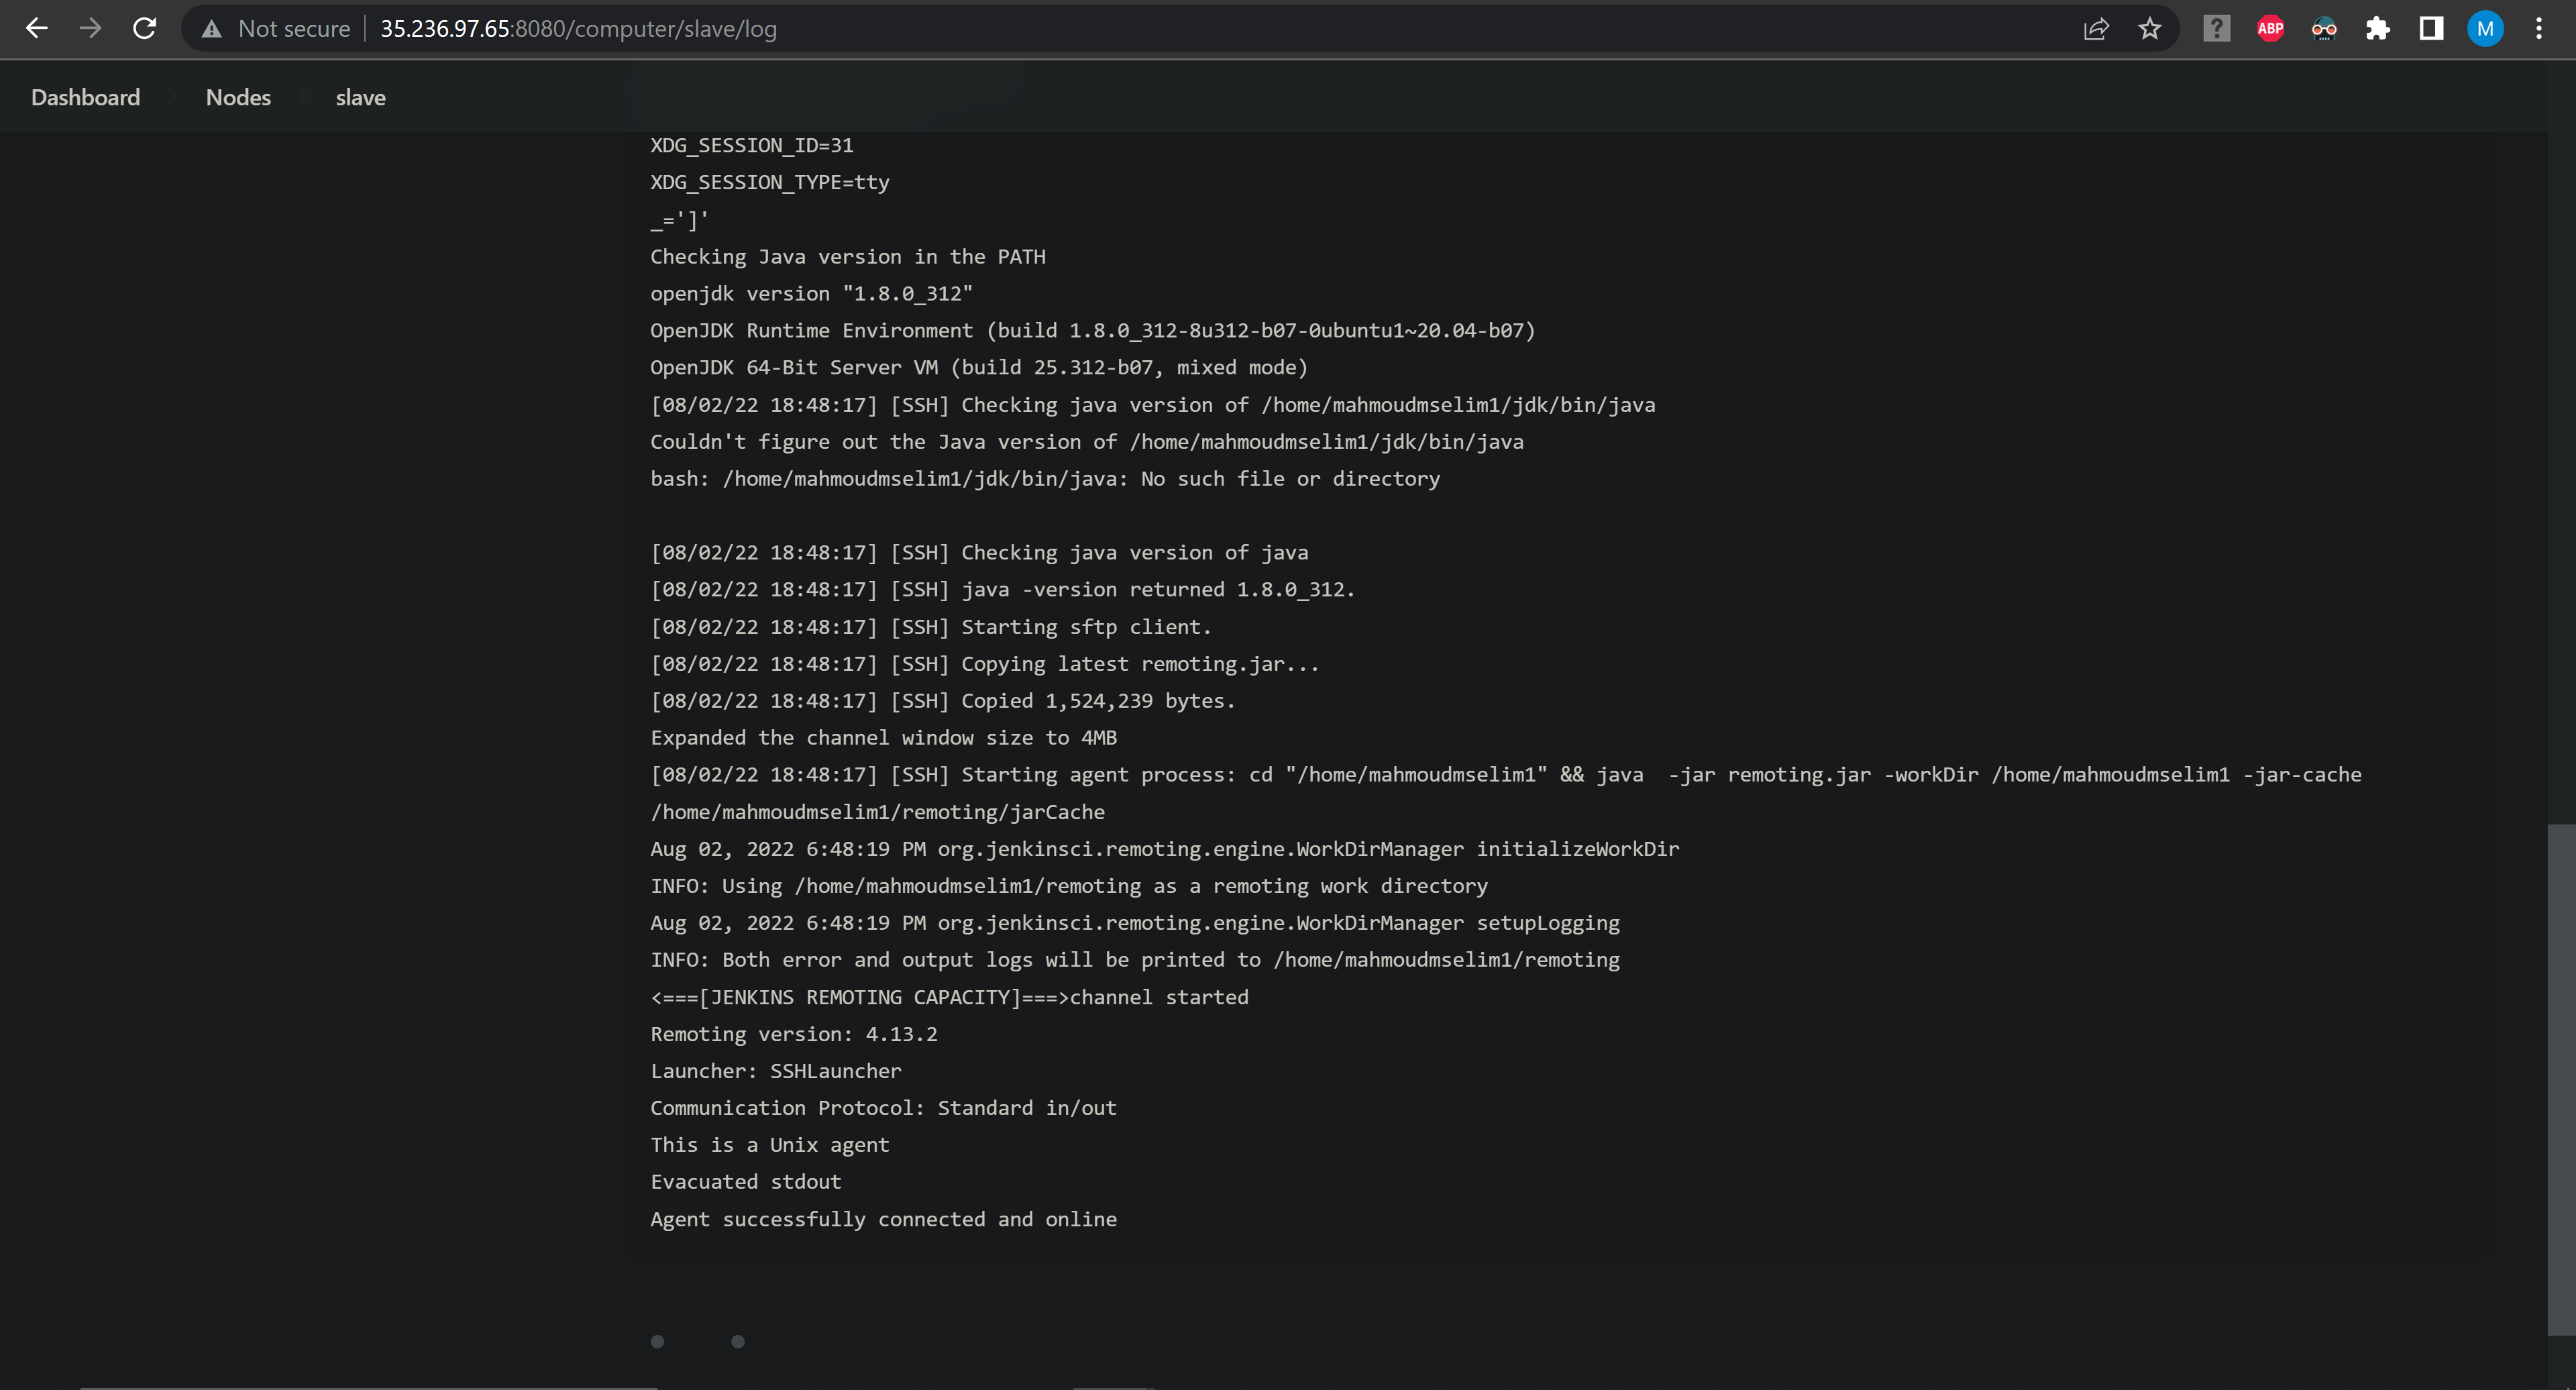 Not secure | 35.236.97.65:8080/computer/slave/log
ABP
M
Dashboard Nodes slave
XDG_SESSION_ID=31
XDG_SESSION_TYPE=tty
_=']'
Checking Java version in the PATH
openjdk version "1.8.0_312"
OpenJDK Runtime Environment (build 1.8.0_312-8u312-b07-0ubuntu1~20.04-b07)
OpenJDK 64-Bit Server VM (build 25.312-b07, mixed mode)
[08/02/22 18:48:17] [SSH] Checking java version of /home/mahmoudmselim1/jdk/bin/java
Couldn't figure out the Java version of /home/mahmoudmselim1/jdk/bin/java
bash: /home/mahmoudmselim1/jdk/bin/java: No such file or directory
[08/02/22 18:48:17] [SSH] Checking java version of java
[08/02/22 18:48:17] [SSH] java -version returned 1.8.0_312.
[08/02/22 18:48:17] [SSH] Starting sftp client.
[08/02/22 18:48:17] [SSH] Copying latest remoting.jar...
[08/02/22 18:48:17] [SSH] Copied 1,524,239 bytes.
Expanded the channel window size to 4MB
[08/02/22 18:48:17] [SSH] Starting agent process: cd "/home/mahmoudmselim1" && java  -jar remoting.jar -workDir /home/mahmoudmselim1 -jar-cache
/home/mahmoudmselim1/remoting/jarCache
Aug 02, 2022 6:48:19 PM org.jenkinsci.remoting.engine.WorkDirManager initializeWorkDir
INFO: Using /home/mahmoudmselim1/remoting as a remoting work directory
Aug 02, 2022 6:48:19 PM org.jenkinsci.remoting.engine.WorkDirManager setupLogging
INFO: Both error and output logs will be printed to /home/mahmoudmselim1/remoting
<===[JENKINS REMOTING CAPACITY]===>channel started
Remoting version: 4.13.2
Launcher: SSHLauncher
Communication Protocol: Standard in/out
This is a Unix agent
Evacuated stdout
Agent successfully connected and online